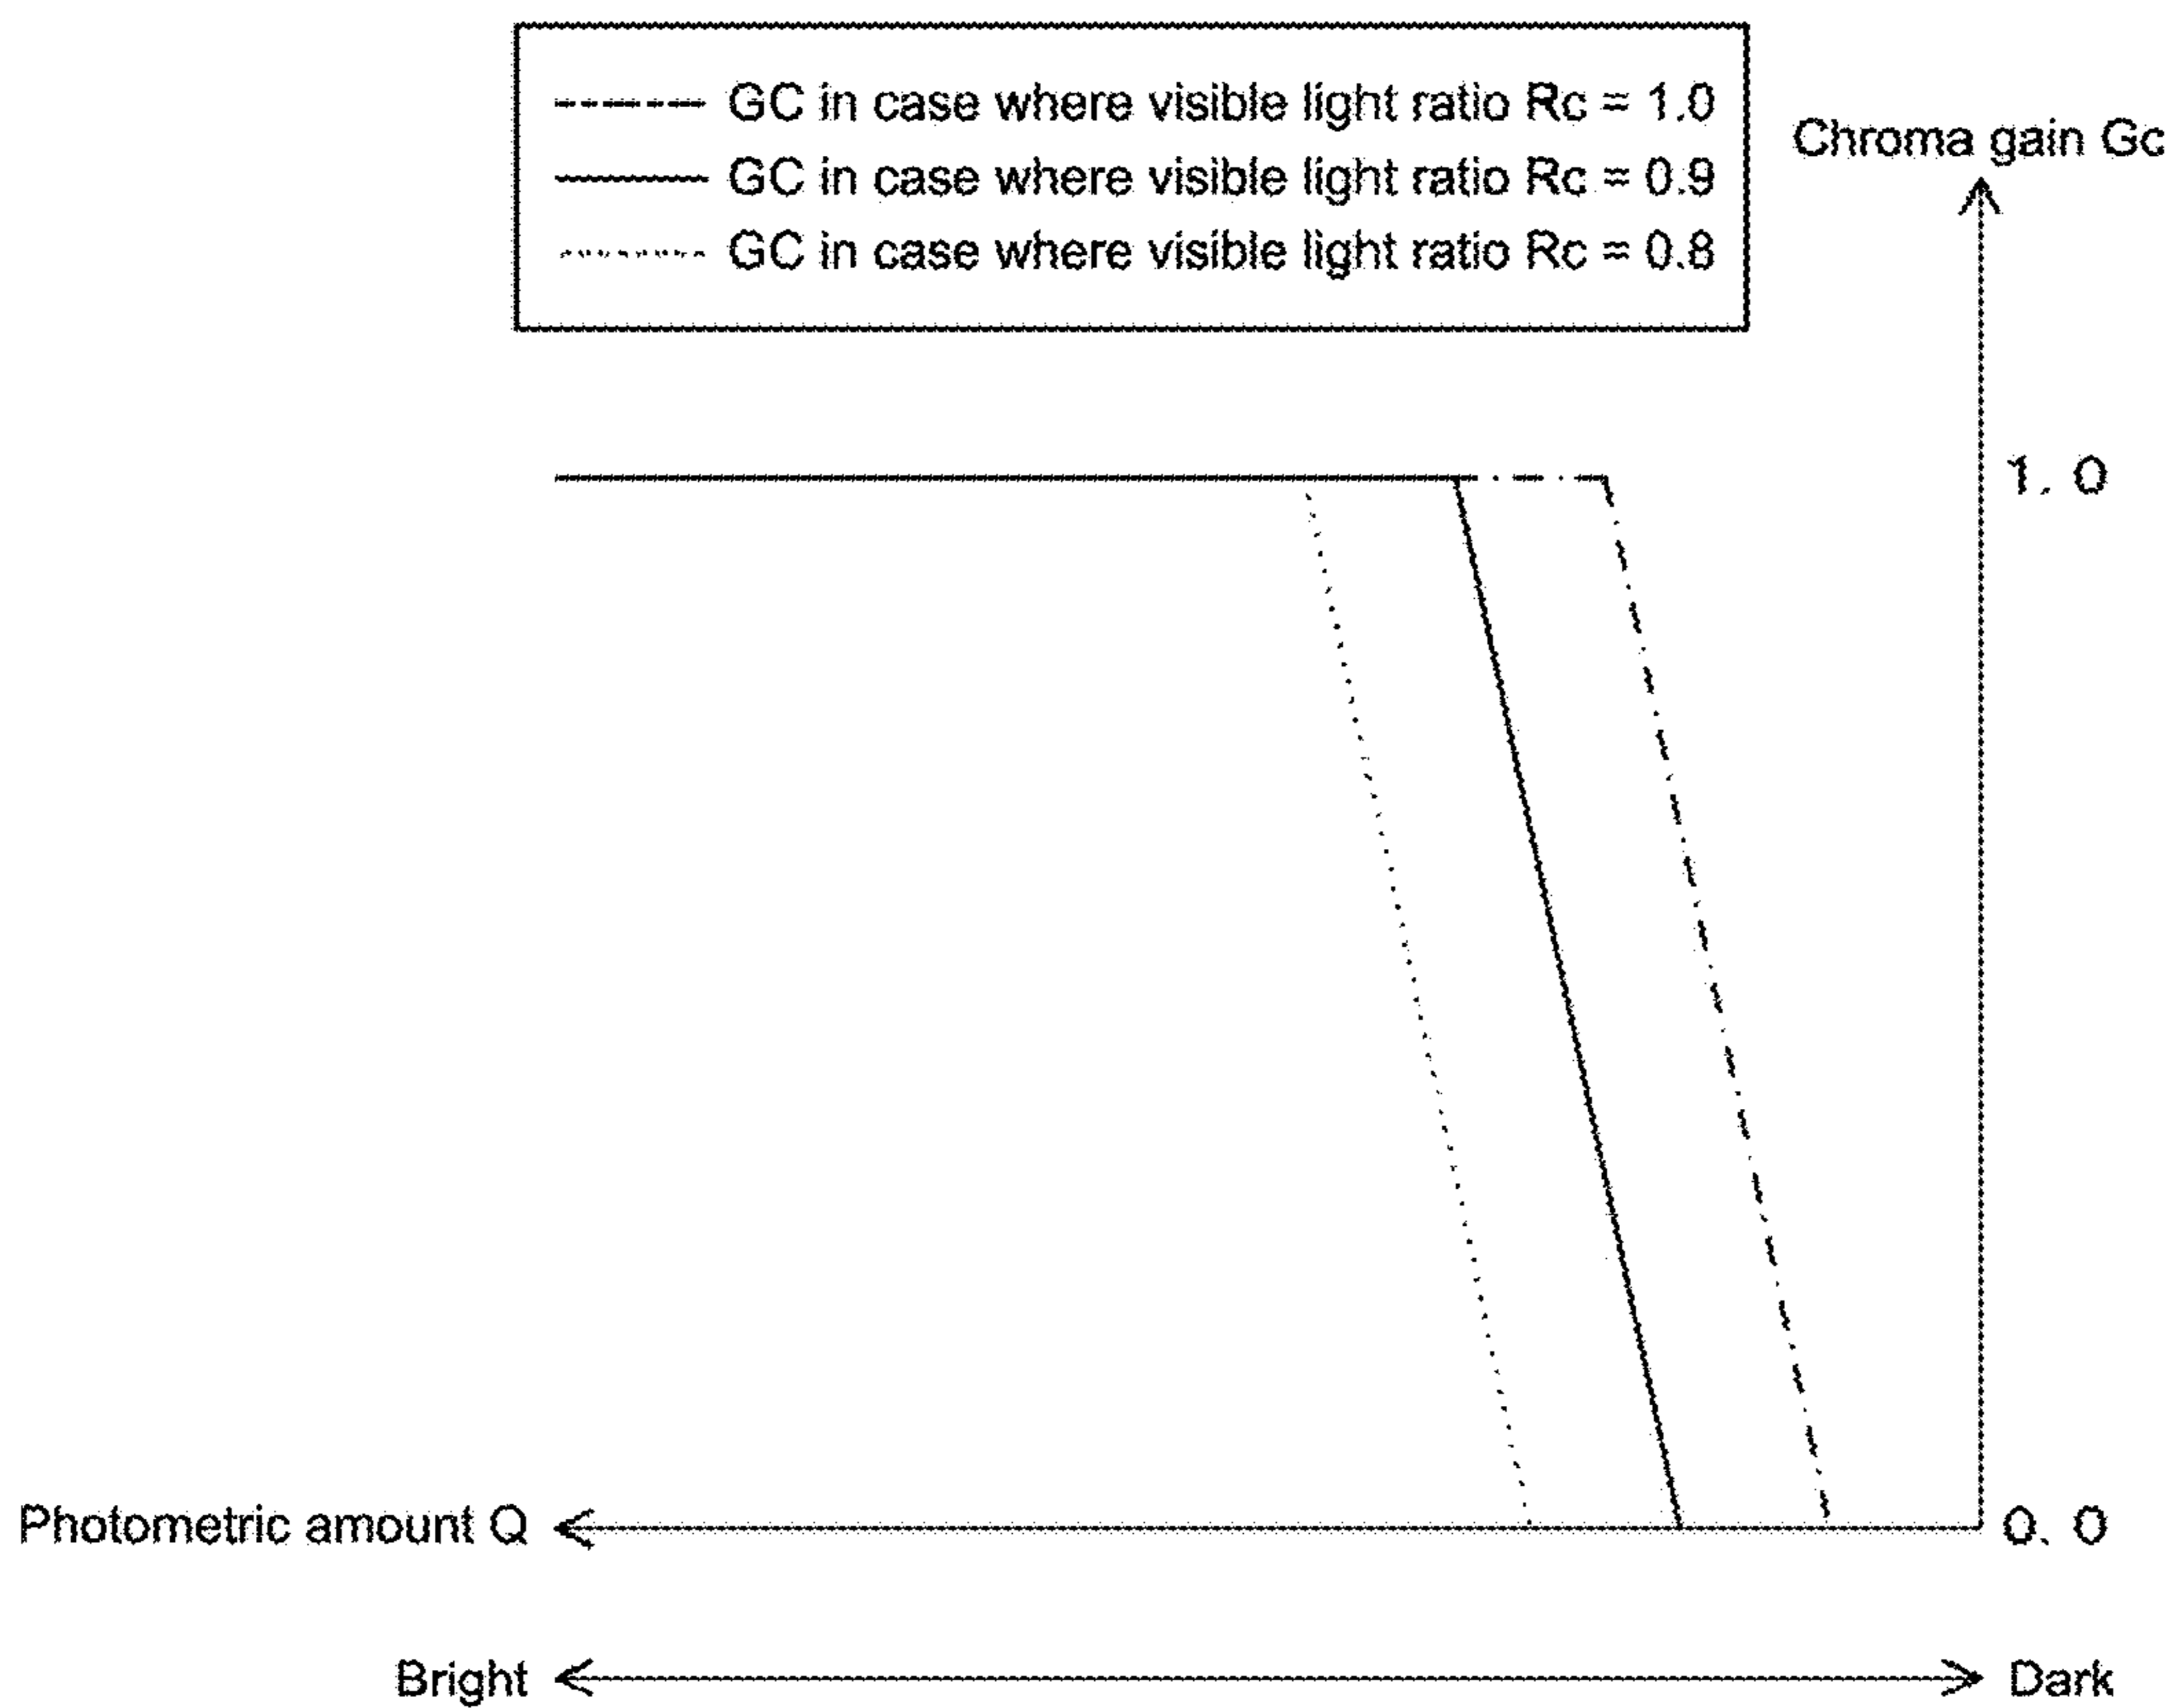 GC in case where visible light ratio Rc = 1.0
GC in case where visible light ratio Rc = 0.9
GC in case where visible light ratio Rc = 0.8
Chroma gain Gc
1.0
Photometric amount Q
0.0
Bright
Dark